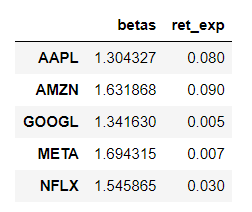 betas ret_exp
AAPL 1.304327 0.080
AMZN 1.631868 0.090
GOOGL 1.341630 0.005
META 1.694315 0.007
NFLX 1.545865 0.030